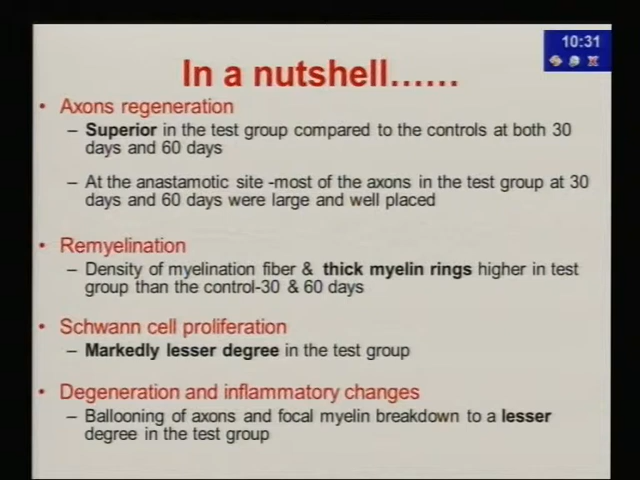 10:31
In a nutshell......
• Axons regeneration
– Superior in the test group compared to the controls at both 30
days and 60 days
– At the anastamotic site -most of the axons in the test group at 30
days and 60 days were large and well placed
• Remyelination
– Density of myelination fiber & thick myelin rings higher in test
group than the control-30 & 60 days
• Schwann cell proliferation
– Markedly lesser degree in the test group
• Degeneration and inflammatory changes
– Ballooning of axons and focal myelin breakdown to a lesser
degree in the test group